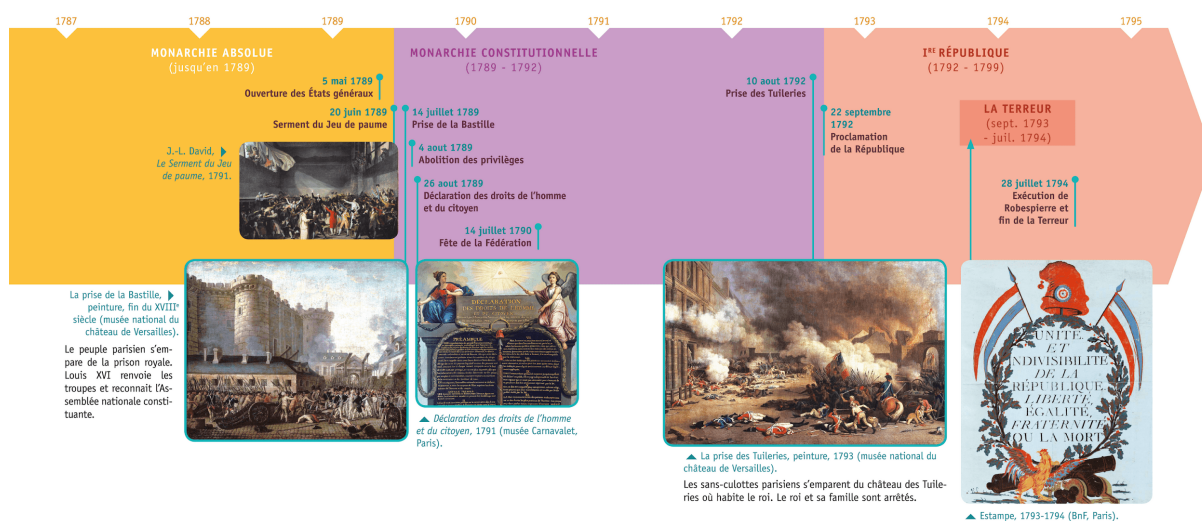 1787
1788
1789
1790
1791
1792
1793
1794
1795
MONARCHIE ABSOLUE
(jusqu'en 1789)
MONARCHIE CONSTITUTIONNELLE
(1789 - 1792)
IRE RÉPUBLIQUE
(1792 - 1799)
5 mai 1789
Ouverture des États généraux
20 juin 1789
Serment du Jeu de paume
14 juillet 1789
Prise de la Bastille
4 aout 1789
Abolition des privilèges
26 aout 1789
Déclaration des droits de l'homme
et du citoyen
14 juillet 1790
Fête de la Fédération
10 aout 1792
Prise des Tuileries
22 septembre
1792
Proclamation
de la République
LA TERREUR
(sept. 1793
- juil. 1794)
28 juillet 1794
Exécution de
Robespierre et
fin de la Terreur
J.-L. David,
Le Serment du Jeu
de paume, 1791.
La prise de la Bastille,
peinture, fin du XVIIIe
siècle (musée national du
château de Versailles).
Le peuple parisien s'em-
pare de la prison royale.
Louis XVI renvoie les
troupes et reconnait l'As-
semblée nationale consti-
tuante.
DÉCLARATION
DES DROITS DE L'HOMME
PRÉAMBULE
Déclaration des droits de l'homme
et du citoyen, 1791 (musée Carnavalet,
Paris).
La prise des Tuileries, peinture, 1793 (musée national du
château de Versailles).
Les sans-culottes parisiens s'emparent du château des Tuile-
ries où habite le roi. Le roi et sa famille sont arrêtés.
UNITE
ET
INDIVISIBILITE
DE LA
RÉPUBLIQUE
LIBERTE,
ÉGALITÉ,
FRATERNITE
OU LA MORT
Estampe, 1793-1794 (BnF, Paris).